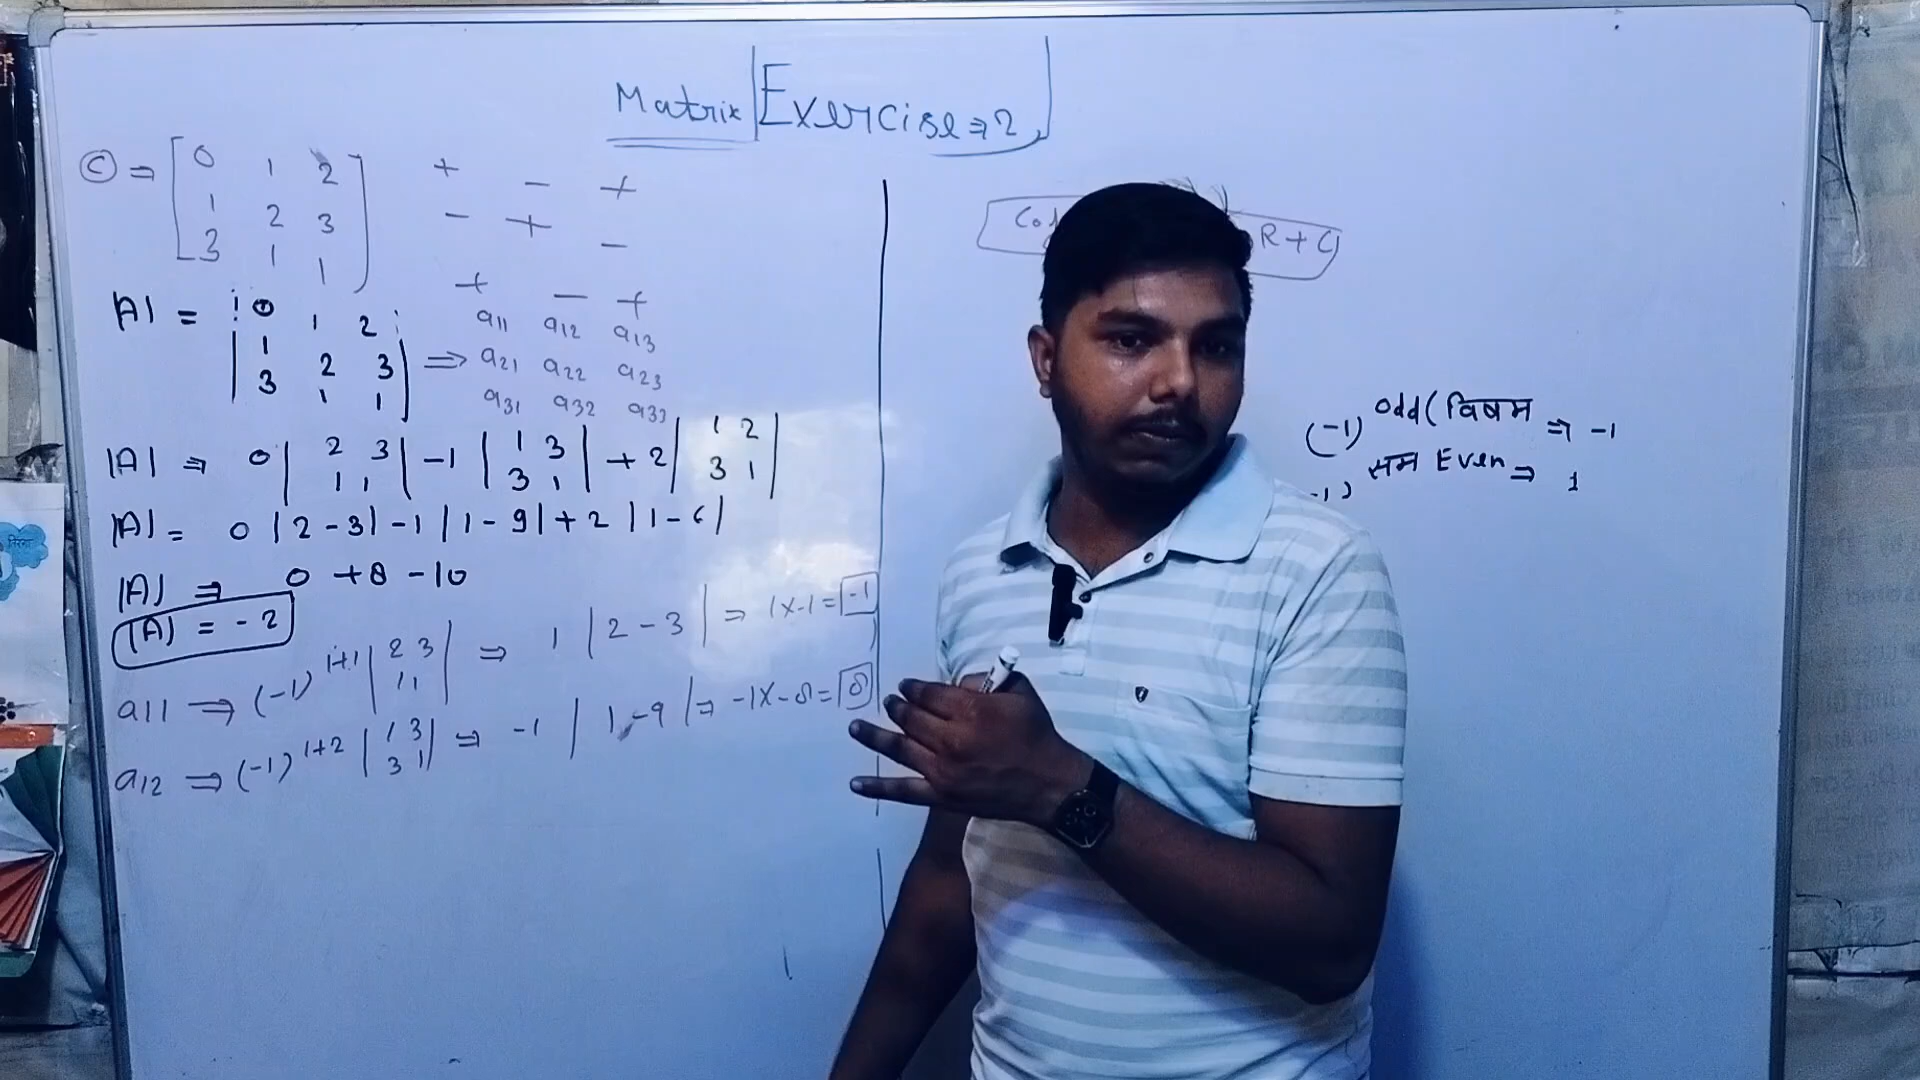 Matrix Exercise ⇒ 2
(C) ⇒ [ 0 1 2
1 2 3
3 1 1 ]
+ - +
- + -
+ - +
|A| = | 0 1 2
1 2 3
3 1 1 | ⇒
a11 a12 a13
a21 a22 a23
a31 a32 a33
|A| ⇒ 0 | 2 3 1 1 | -1 | 1 3 3 1 | + 2 | 1 2 3 1 |
|A| = 0 |2 - 3| - 1 |1 - 9| + 2 |1 - 6|
|A| ⇒ 0 + 8 - 10
|A| = - 2
a11 ⇒ (-1)^1+1 | 2 3 1 1 | ⇒ 1 | 2 - 3 | ⇒ 1x-1 = -1
a12 ⇒ (-1)^1+2 | 1 3 3 1 | ⇒ -1 | 1 - 9 | ⇒ -1x-8 = 8
R + C
(-1) odd (विषम ⇒ -1
-1) सम Even ⇒ 1